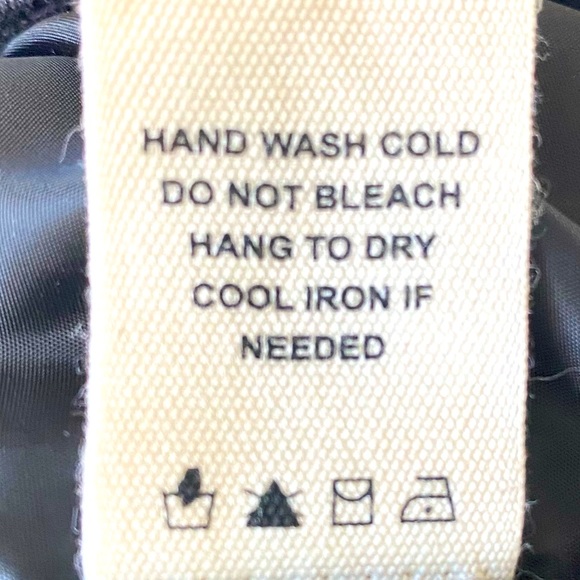 HAND WASH COLD
DO NOT BLEACH
HANG TO DRY
COOL IRON IF
NEEDED